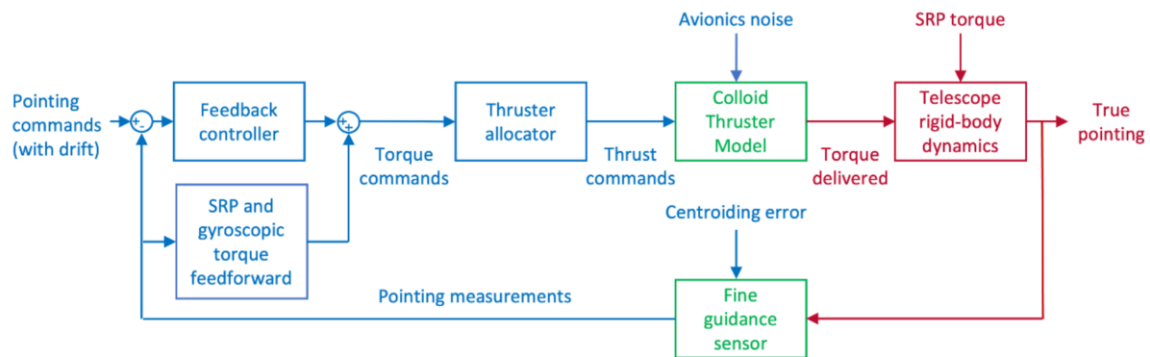 Avionics noise
SRP torque
Pointing
commands
(with drift)
+
-
Feedback
controller
+
+
Thruster
allocator
Colloid
Thruster
Model
Telescope
rigid-body
dynamics
True
pointing
Torque
commands
Thrust
commands
Torque
delivered
SRP and
gyroscopic
torque
feedforward
Centroiding error
Pointing measurements
Fine
guidance
sensor